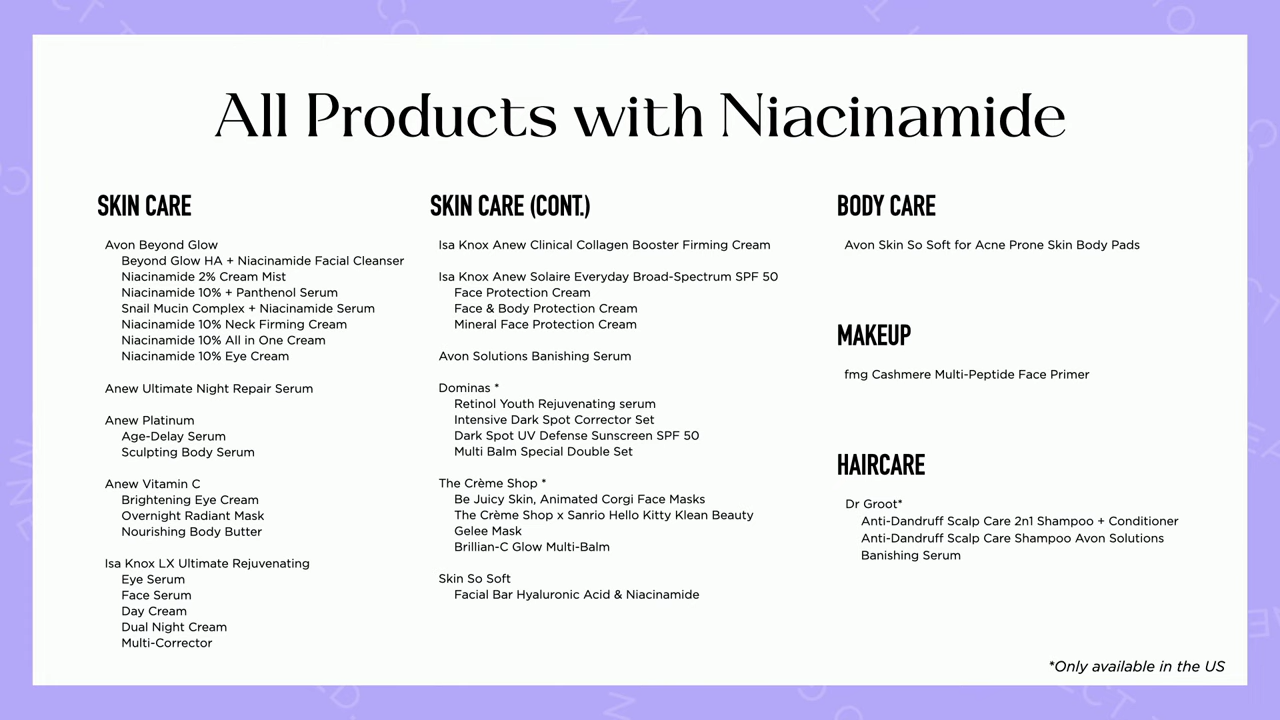 All Products with Niacinamide
SKIN CARE
Avon Beyond Glow
Beyond Glow HA + Niacinamide Facial Cleanser
Niacinamide 2% Cream Mist
Niacinamide 10% + Panthenol Serum
Snail Mucin Complex + Niacinamide Serum
Niacinamide 10% Neck Firming Cream
Niacinamide 10% All in One Cream
Niacinamide 10% Eye Cream
Anew Ultimate Night Repair Serum
Anew Platinum
Age-Delay Serum
Sculpting Body Serum
Anew Vitamin C
Brightening Eye Cream
Overnight Radiant Mask
Nourishing Body Butter
Isa Knox LX Ultimate Rejuvenating
Eye Serum
Face Serum
Day Cream
Dual Night Cream
Multi-Corrector
SKIN CARE (CONT.)
Isa Knox Anew Clinical Collagen Booster Firming Cream
Isa Knox Anew Solaire Everyday Broad-Spectrum SPF 50
Face Protection Cream
Face & Body Protection Cream
Mineral Face Protection Cream
Avon Solutions Banishing Serum
Dominas *
Retinol Youth Rejuvenating serum
Intensive Dark Spot Corrector Set
Dark Spot UV Defense Sunscreen SPF 50
Multi Balm Special Double Set
The Crème Shop *
Be Juicy Skin, Animated Corgi Face Masks
The Crème Shop x Sanrio Hello Kitty Klean Beauty
Gelee Mask
Brillian-C Glow Multi-Balm
Skin So Soft
Facial Bar Hyaluronic Acid & Niacinamide
BODY CARE
Avon Skin So Soft for Acne Prone Skin Body Pads
MAKEUP
fmg Cashmere Multi-Peptide Face Primer
HAIRCARE
Dr Groot*
Anti-Dandruff Scalp Care 2n1 Shampoo + Conditioner
Anti-Dandruff Scalp Care Shampoo Avon Solutions
Banishing Serum
*Only available in the US